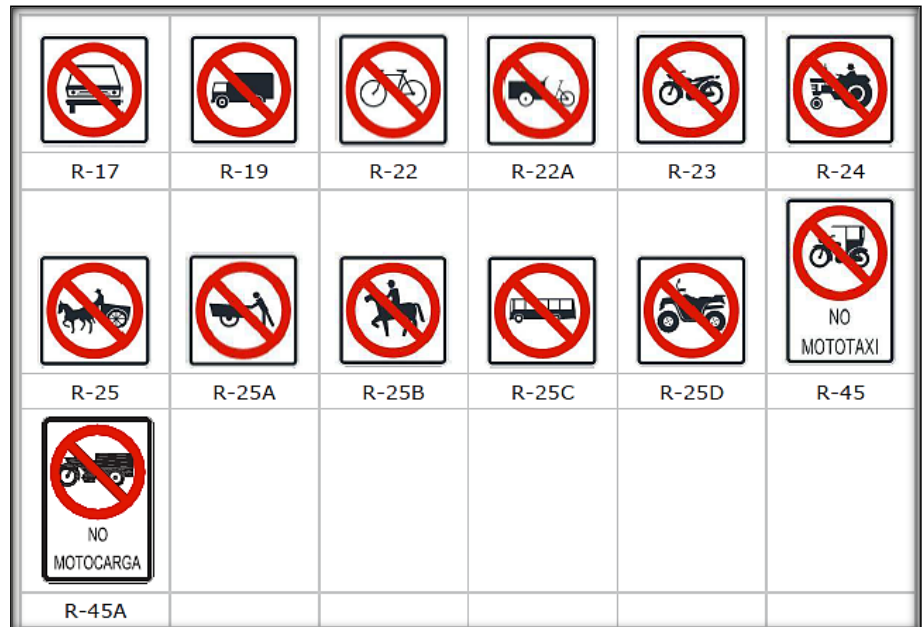 R-17 R-19 R-22 R-22A R-23 R-24
NO
MOTOTAXI
R-25 R-25A R-25B R-25C R-25D R-45
NO
MOTOCARGA
R-45A